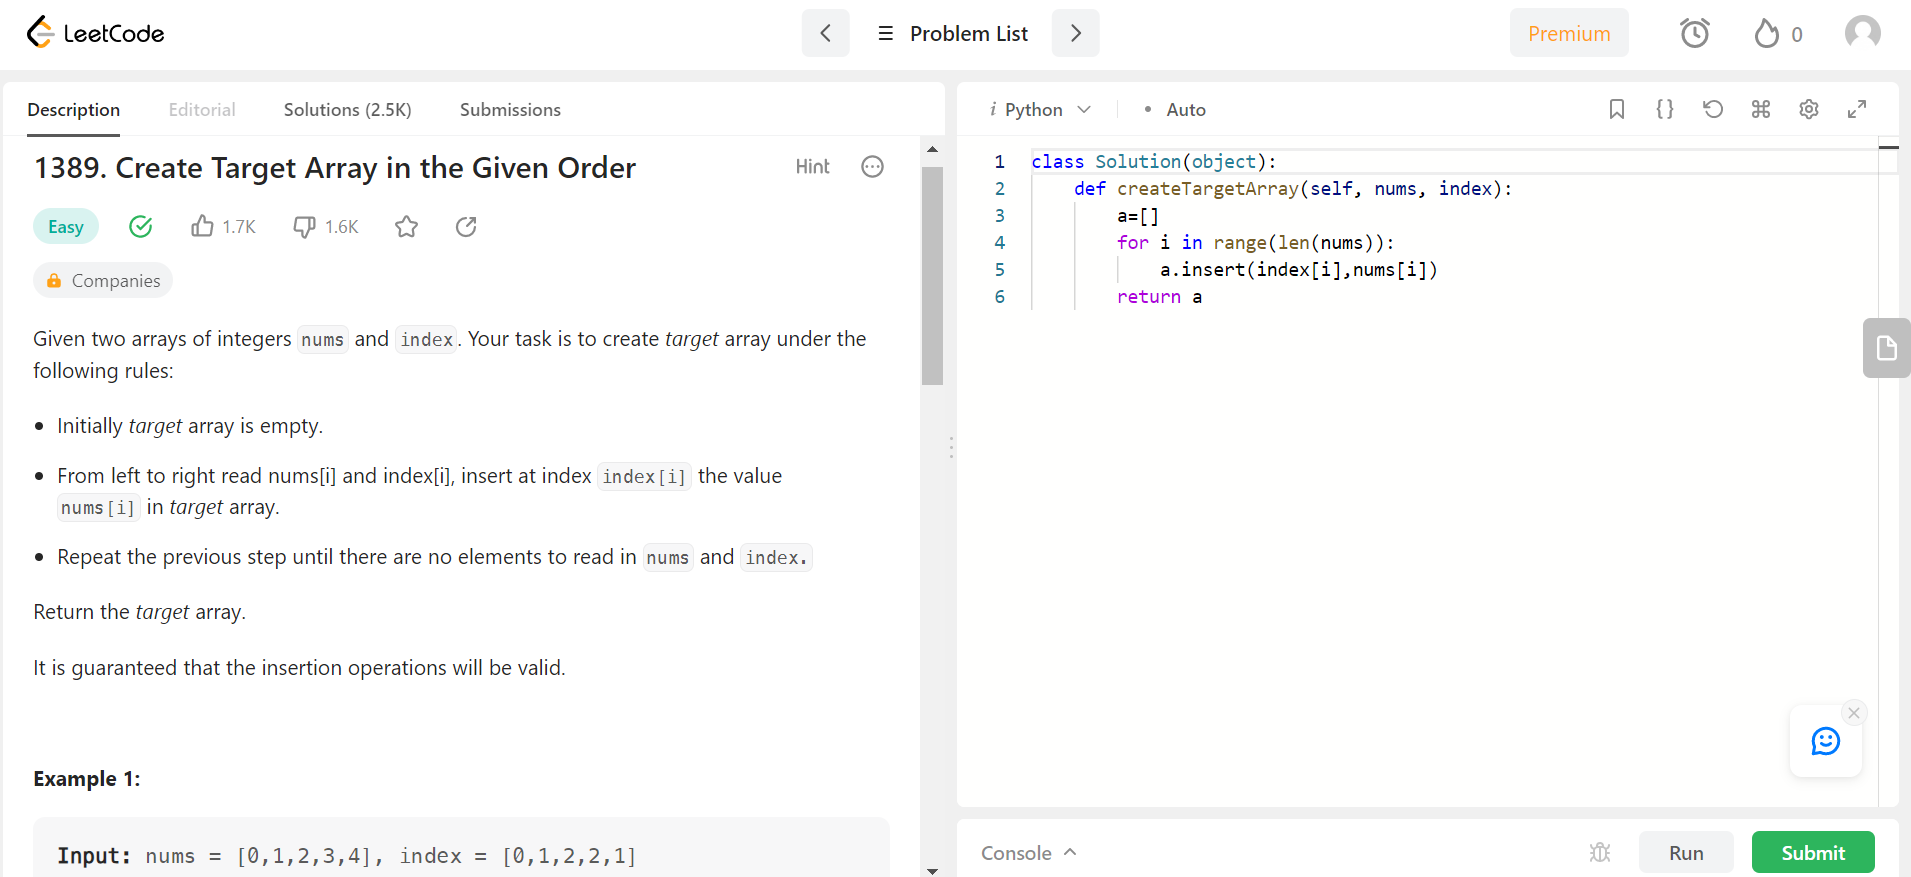 LeetCode
Problem List
Premium
0
Description
Editorial
Solutions (2.5K)
Submissions
1389. Create Target Array in the Given Order
Hint
Easy
1.7K
1.6K
Companies
Given two arrays of integers nums and index. Your task is to create target array under the
following rules:
• Initially target array is empty.
• From left to right read nums[i] and index[i], insert at index index[i] the value
nums[i] in target array.
• Repeat the previous step until there are no elements to read in nums and index.
Return the target array.
It is guaranteed that the insertion operations will be valid.
Example 1:
Input: nums = [0,1,2,3,4], index = [0,1,2,2,1]
i Python
• Auto
{}
1 class Solution(object):
2     def createTargetArray(self, nums, index):
3         a=[]
4         for i in range(len(nums)):
5             a.insert(index[i],nums[i])
6         return a
Console
Run
Submit